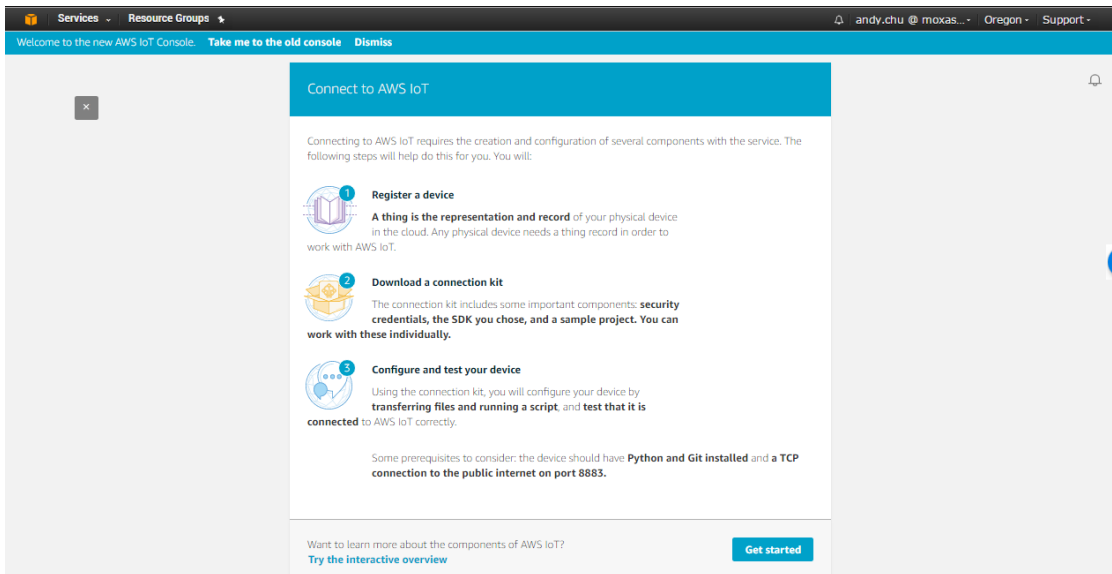 Services Resource Groups andy.chu @ moxas... Oregon Support
Welcome to the new AWS IoT Console. Take me to the old console Dismiss
Connect to AWS IoT
Connecting to AWS IoT requires the creation and configuration of several components with the service. The
following steps will help do this for you. You will:
1 Register a device
A thing is the representation and record of your physical device
in the cloud. Any physical device needs a thing record in order to
work with AWS IoT.
2 Download a connection kit
The connection kit includes some important components: security
credentials, the SDK you chose, and a sample project. You can
work with these individually.
3 Configure and test your device
Using the connection kit, you will configure your device by
transferring files and running a script, and test that it is
connected to AWS IoT correctly.
Some prerequisites to consider: the device should have Python and Git installed and a TCP
connection to the public internet on port 8883.
Want to learn more about the components of AWS IoT?
Try the interactive overview
Get started